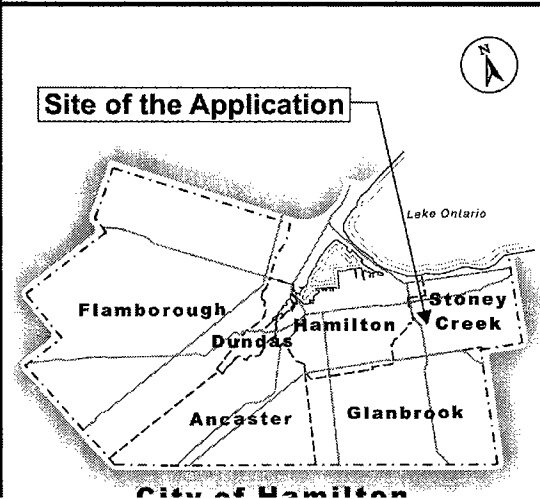 N
Site of the Application
Lake Ontario
Flamborough
Stoney
Creek
Hamilton
Dundas
Ancaster
Glanbrook
City of Hamilton